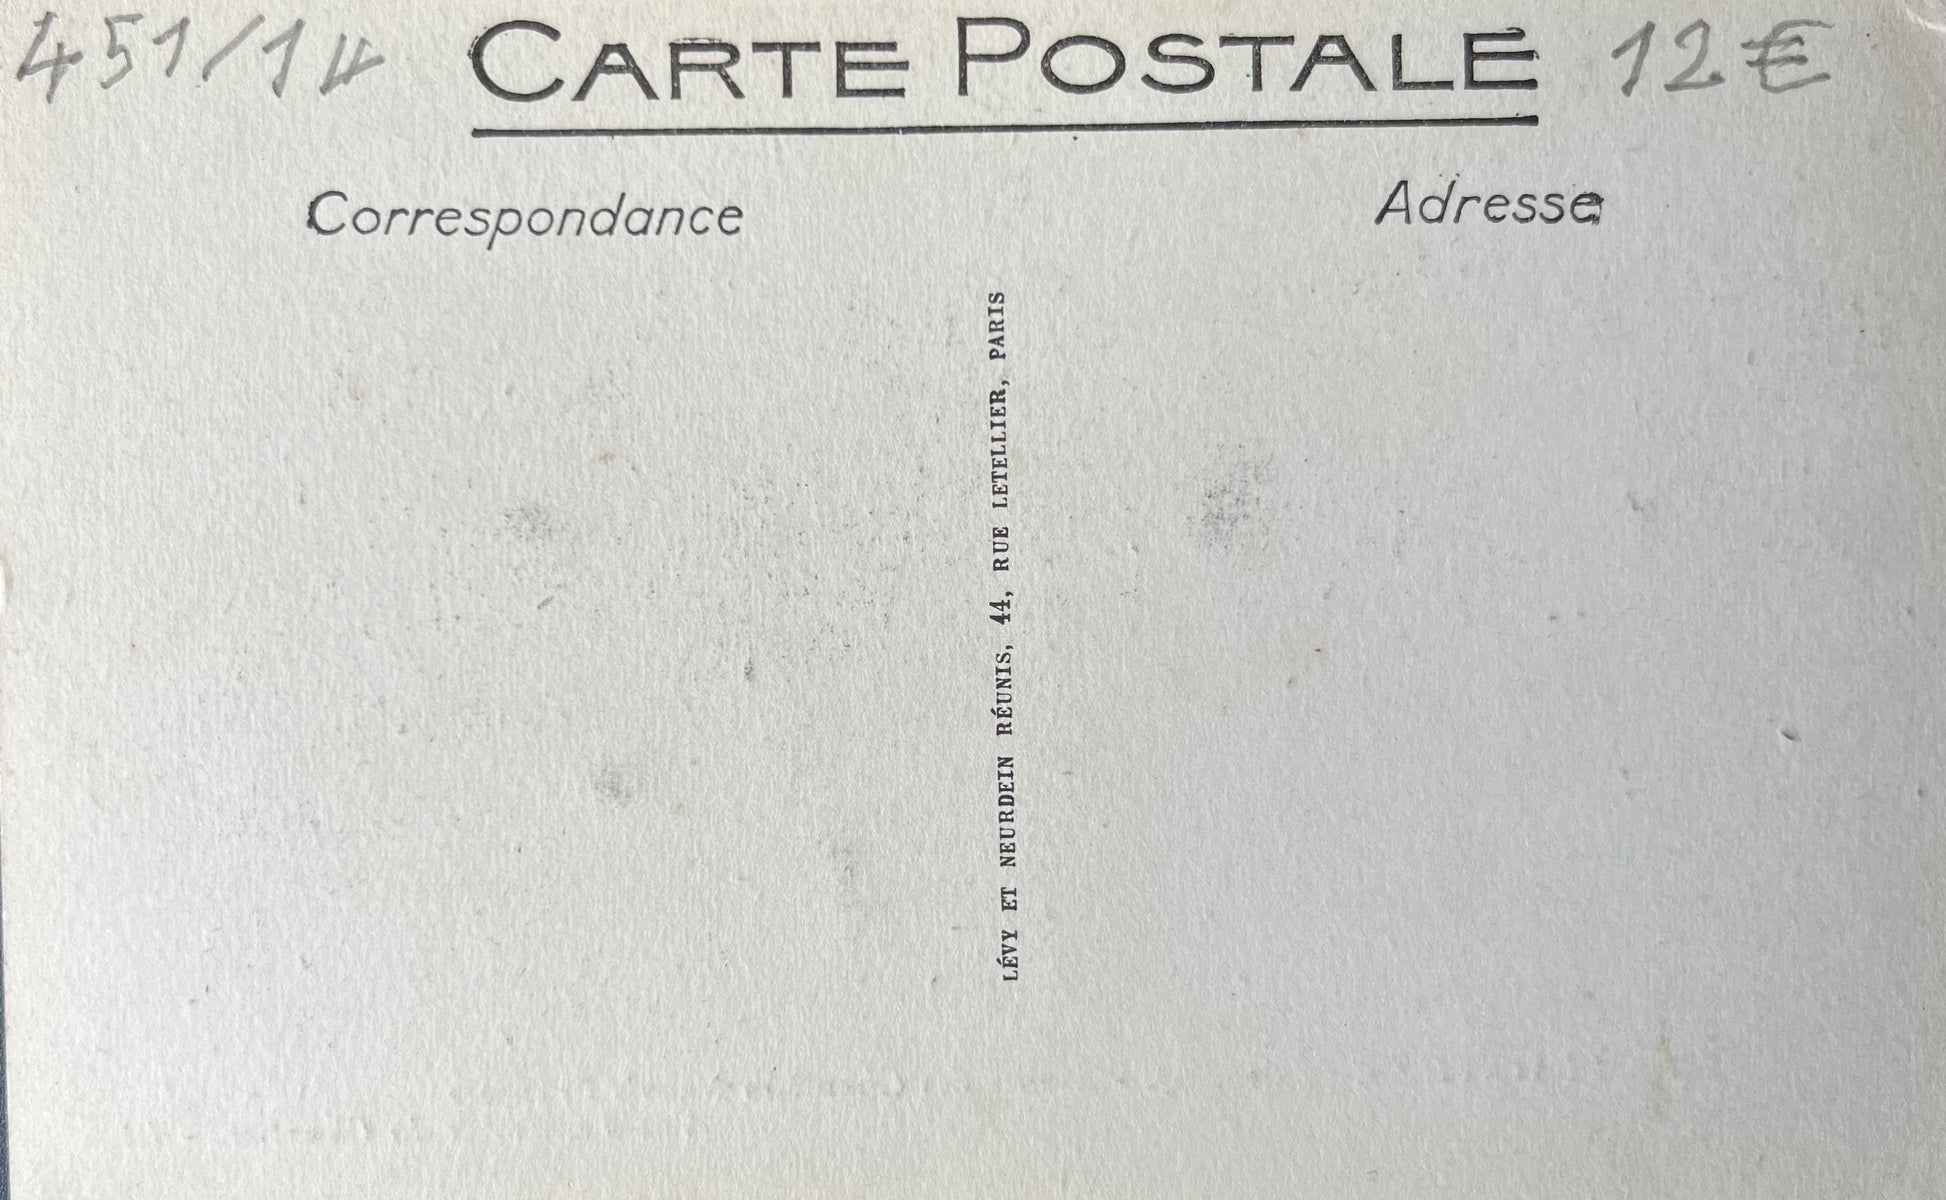 451/14 CARTE POSTALE 12€
Correspondance
Adresse
LÉVY ET NEURDEIN RÉUNIS, 44, RUE LETELLIER, PARIS